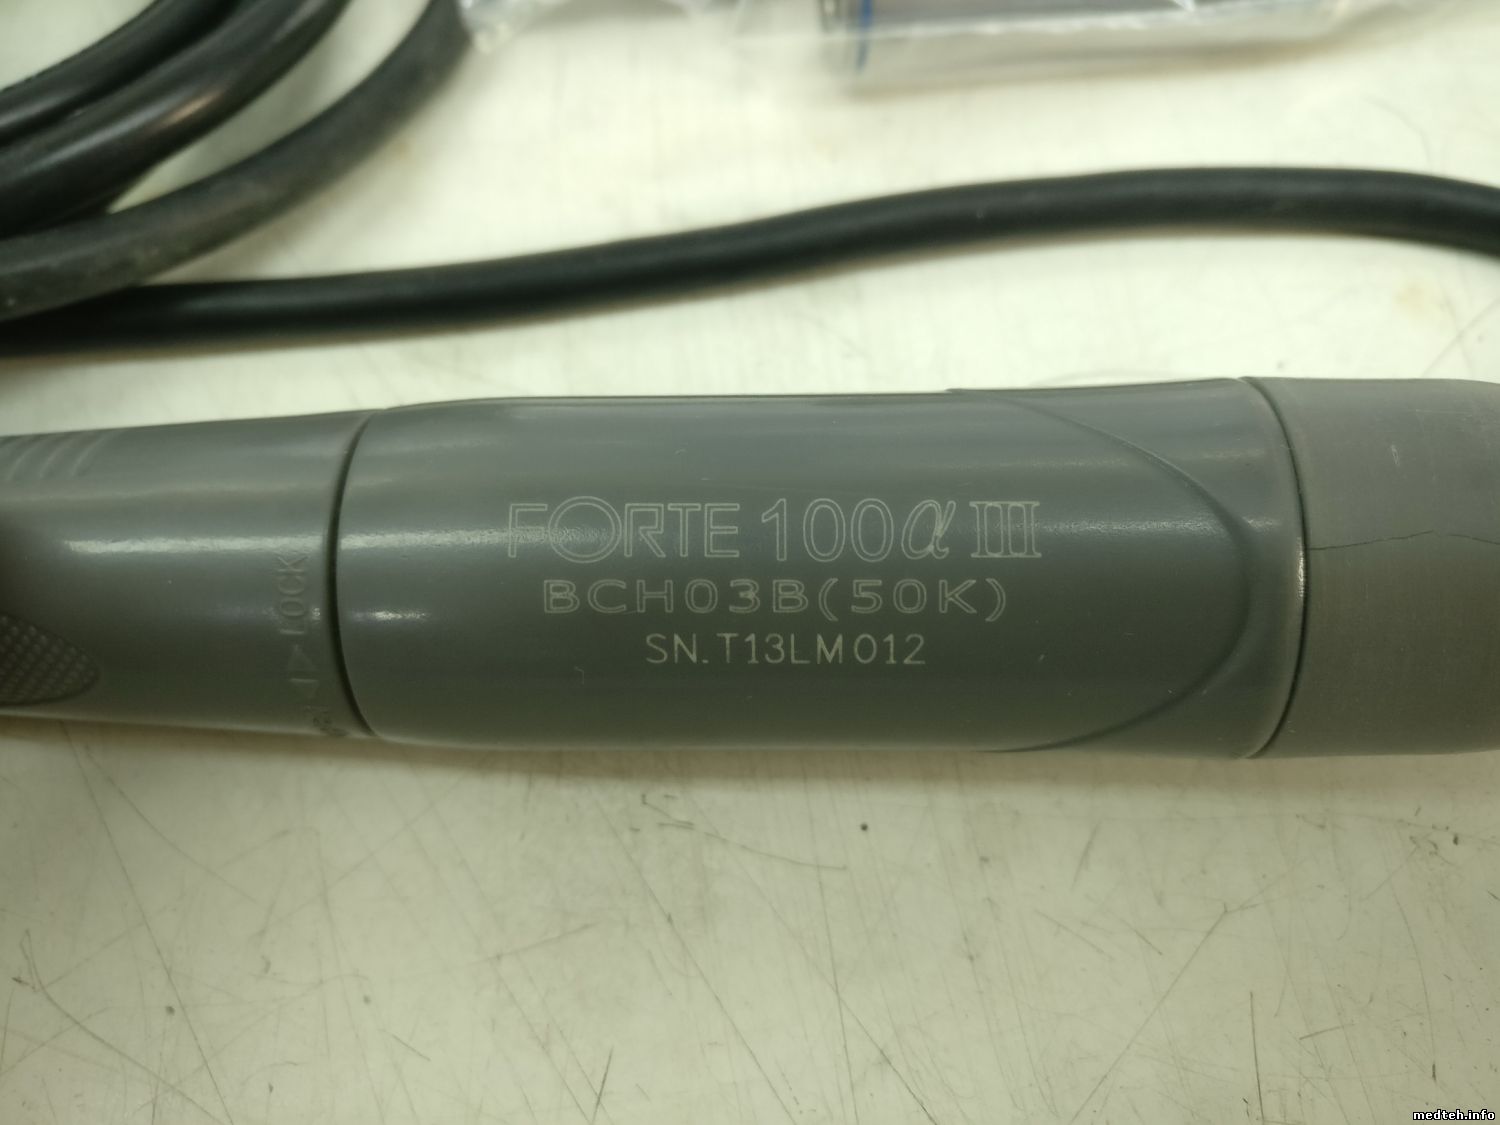 FORTE 100α III
BCH03B(50K)
SN.T13LM012
LOCK
medteh.info